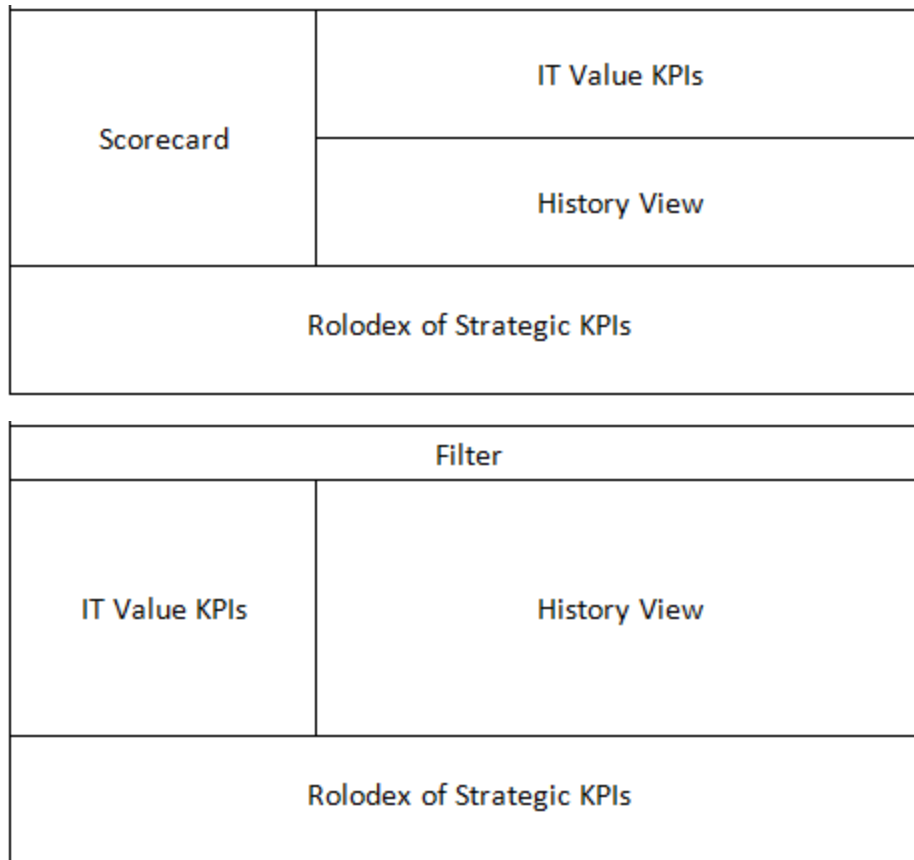 Scorecard
IT Value KPIs
History View
Rolodex of Strategic KPIs
Filter
IT Value KPIs
History View
Rolodex of Strategic KPIs